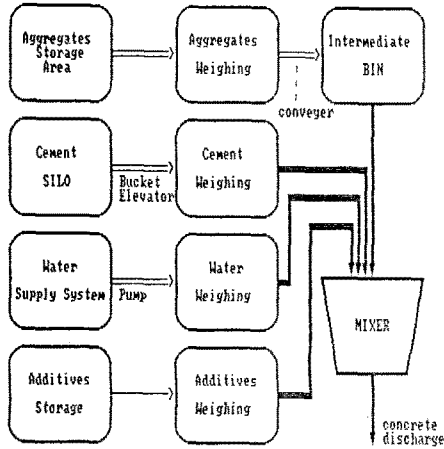 Aggregates
Storage
Area
Aggregates
Weighing
Intermediate
BIN
conveyer
Cement
SILO
Bucket
Elevator
Cement
Weighing
Water
Supply System
Pump
Water
Weighing
MIXER
Additives
Storage
Additives
Weighing
concrete
discharge